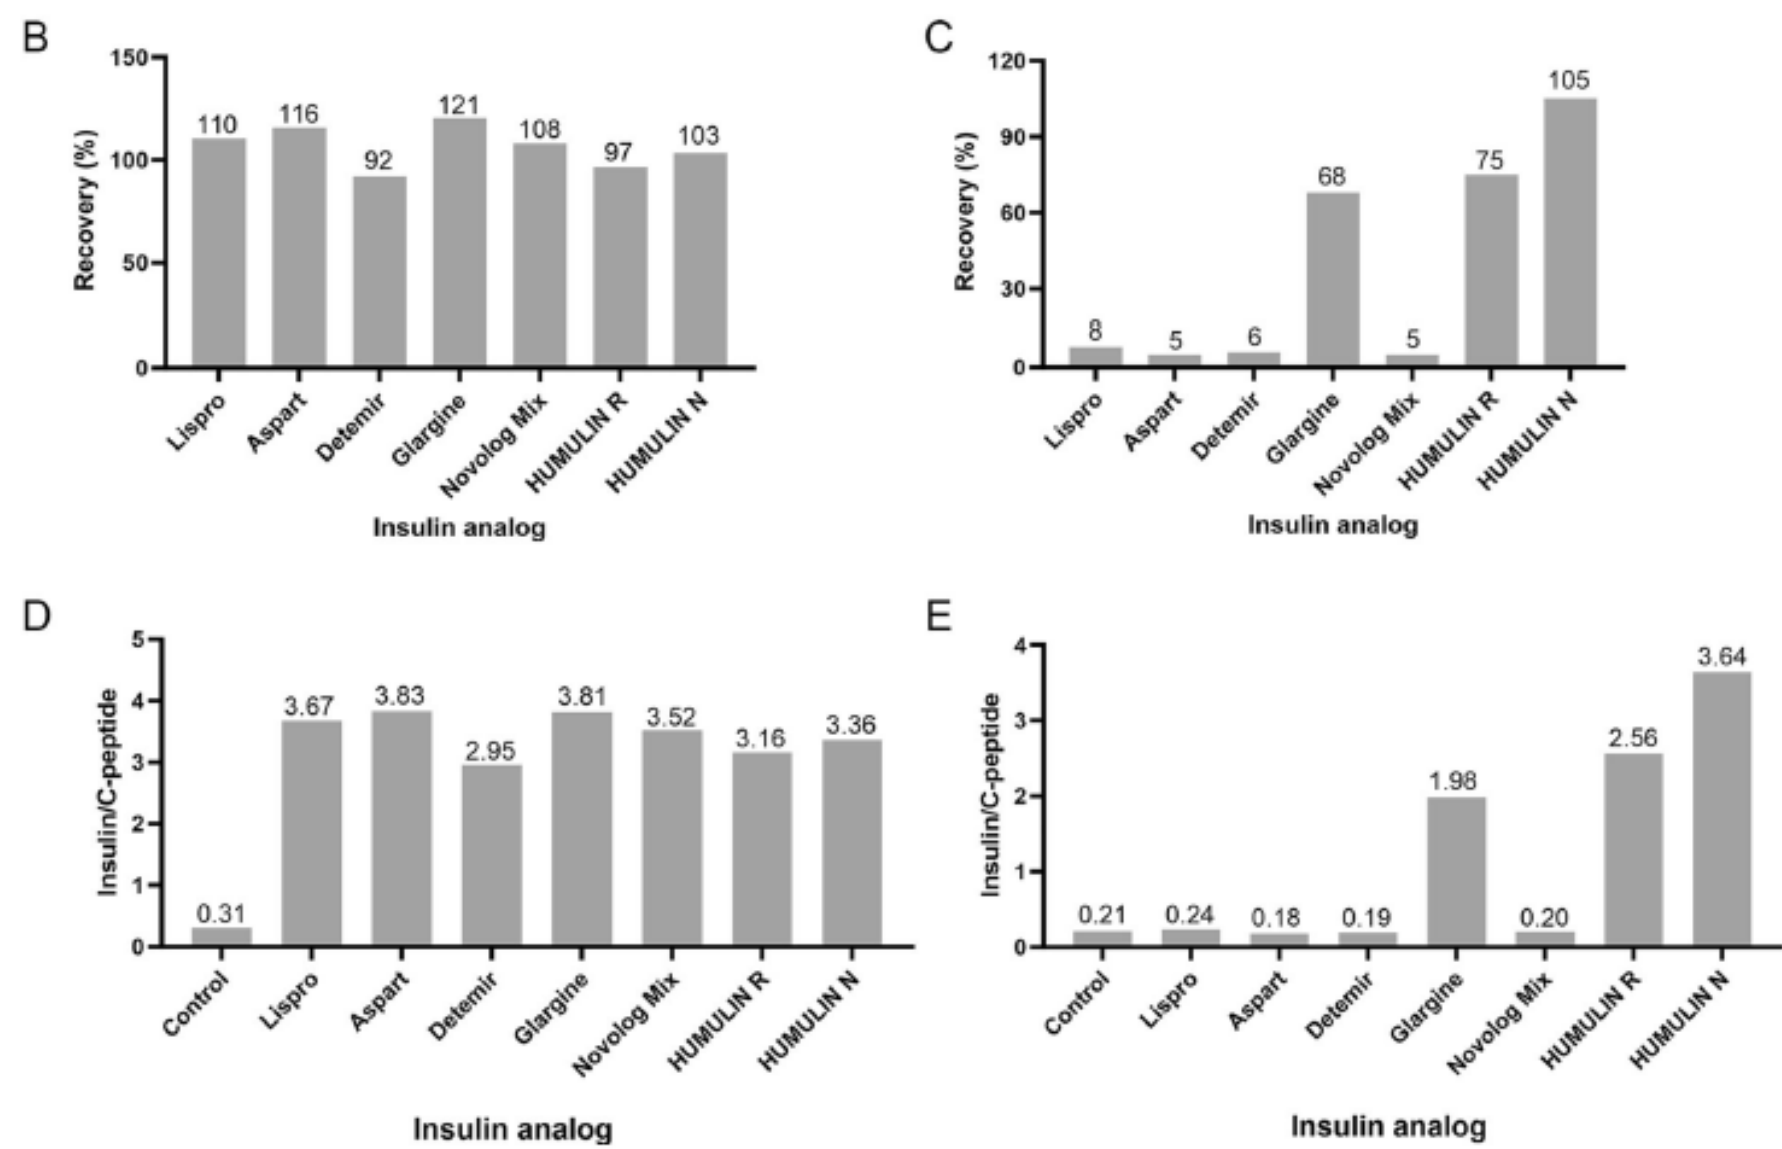 B
Recovery (%)
150
100
50
0
110
116
92
121
108
97
103
Lispro
Aspart
Detemir
Glargine
Novolog Mix
HUMULIN R
HUMULIN N
Insulin analog
C
Recovery (%)
120
90
60
30
0
8
5
6
68
5
75
105
Lispro
Aspart
Detemir
Glargine
Novolog Mix
HUMULIN R
HUMULIN N
Insulin analog
D
Insulin/C-peptide
5
4
3
2
1
0
0.31
3.67
3.83
2.95
3.81
3.52
3.16
3.36
Control
Lispro
Aspart
Detemir
Glargine
Novolog Mix
HUMULIN R
HUMULIN N
Insulin analog
E
Insulin/C-peptide
4
3
2
1
0
0.21
0.24
0.18
0.19
1.98
0.20
2.56
3.64
Control
Lispro
Aspart
Detemir
Glargine
Novolog Mix
HUMULIN R
HUMULIN N
Insulin analog